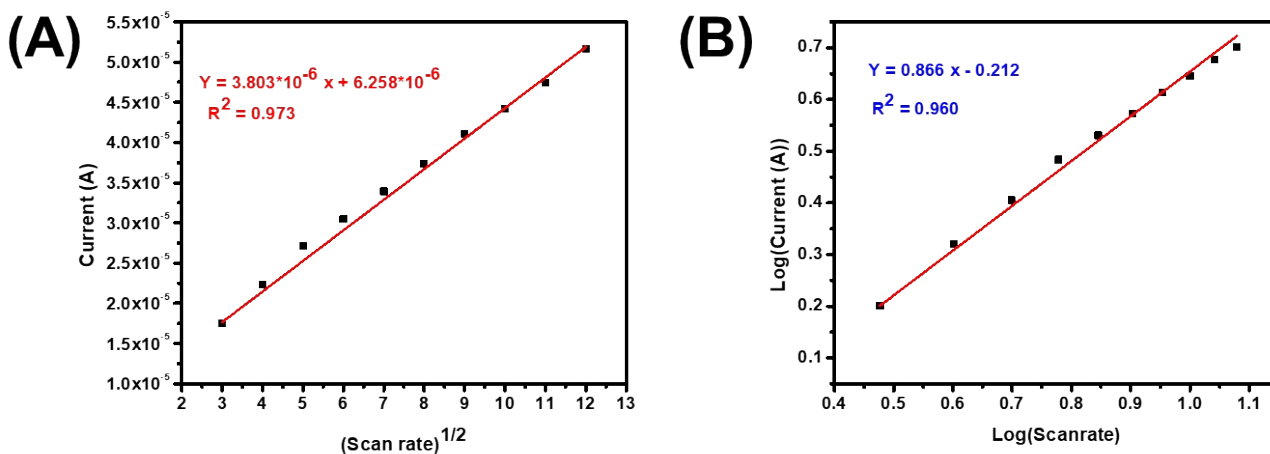 (A)
Current (A)
5.5x10⁻⁵
5.0x10⁻⁵
4.5x10⁻⁵
4.0x10⁻⁵
3.5x10⁻⁵
3.0x10⁻⁵
2.5x10⁻⁵
2.0x10⁻⁵
1.5x10⁻⁵
1.0x10⁻⁵
Y = 3.803*10⁻⁶ x + 6.258*10⁻⁶
R² = 0.973
2 3 4 5 6 7 8 9 10 11 12 13
(Scan rate)¹/²
(B)
Log(Current (A))
0.7
0.6
0.5
0.4
0.3
0.2
0.1
Y = 0.866 x - 0.212
R² = 0.960
0.4 0.5 0.6 0.7 0.8 0.9 1.0 1.1
Log(Scanrate)